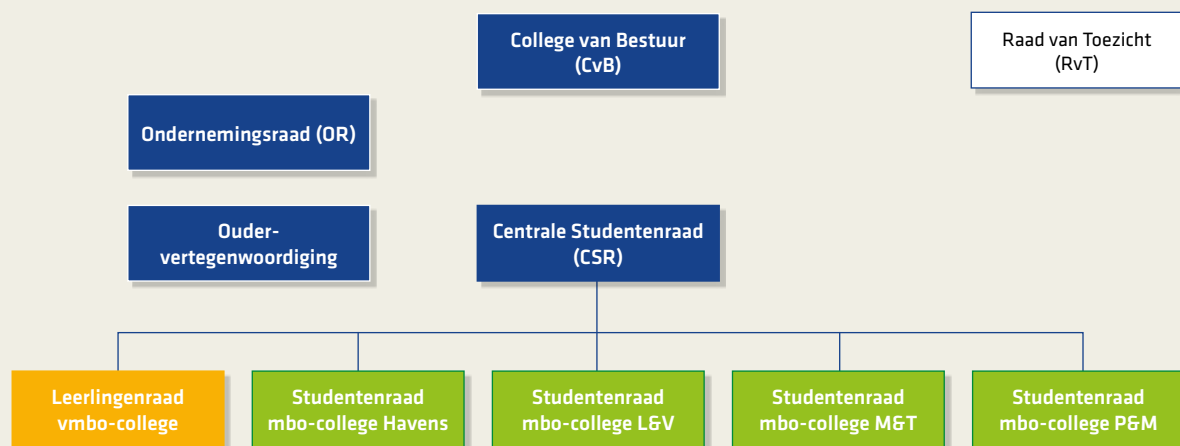 College van Bestuur
(CvB)
Raad van Toezicht
(RvT)
Ondernemingsraad (OR)
Ouder-
vertegenwoordiging
Centrale Studentenraad
(CSR)
Leerlingenraad
vmbo-college
Studentenraad
mbo-college Havens
Studentenraad
mbo-college L&V
Studentenraad
mbo-college M&T
Studentenraad
mbo-college P&M